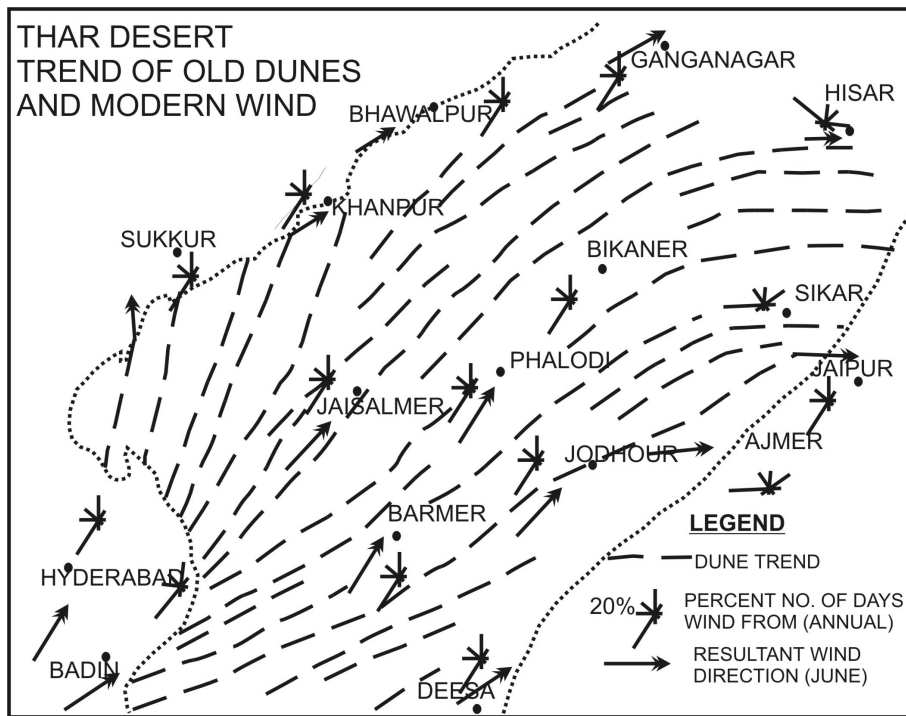 THAR DESERT
TREND OF OLD DUNES
AND MODERN WIND
GANGANAGAR
HISAR
BHAWALPUR
KHANPUR
SUKKUR
BIKANER
SIKAR
PHALODI
JAIPUR
JAISALMER
AJMER
JODHOUR
BARMER
HYDERABAD
BADIN
DEESA
LEGEND
DUNE TREND
20%
PERCENT NO. OF DAYS
WIND FROM (ANNUAL)
RESULTANT WIND
DIRECTION (JUNE)